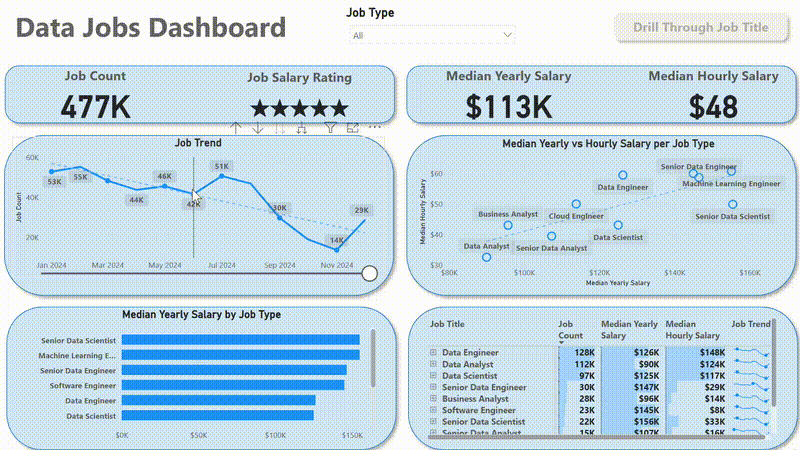 Data Jobs Dashboard
Job Type
All
Drill Through Job Title
Job Count
477K
Job Salary Rating
★★★★★
Median Yearly Salary
$113K
Median Hourly Salary
$48
Job Trend
Job Count
60K
40K
20K
53K
55K
44K
46K
42K
51K
30K
14K
29K
Jan 2024
Mar 2024
May 2024
Jul 2024
Sep 2024
Nov 2024
Median Yearly vs Hourly Salary per Job Type
Median Hourly Salary
$60
$50
$40
$30
Senior Data Engineer
Machine Learning Engineer
Data Engineer
Business Analyst
Cloud Engineer
Senior Data Scientist
Data Analyst
Senior Data Analyst
Data Scientist
$80K
$100K
$120K
$140K
$160K
Median Yearly Salary
Median Yearly Salary by Job Type
Senior Data Scientist
Machine Learning E...
Senior Data Engineer
Software Engineer
Data Engineer
Data Scientist
$0K
$50K
$100K
$150K
Job Title
Job Count
Median Yearly Salary
Median Hourly Salary
Job Trend
Data Engineer 128K $126K $148K
Data Analyst 112K $90K $124K
Data Scientist 97K $125K $117K
Senior Data Engineer 30K $147K $29K
Business Analyst 28K $96K $14K
Software Engineer 23K $145K $8K
Senior Data Scientist 22K $156K $33K
Senior Data Analyst 15K $107K $16K